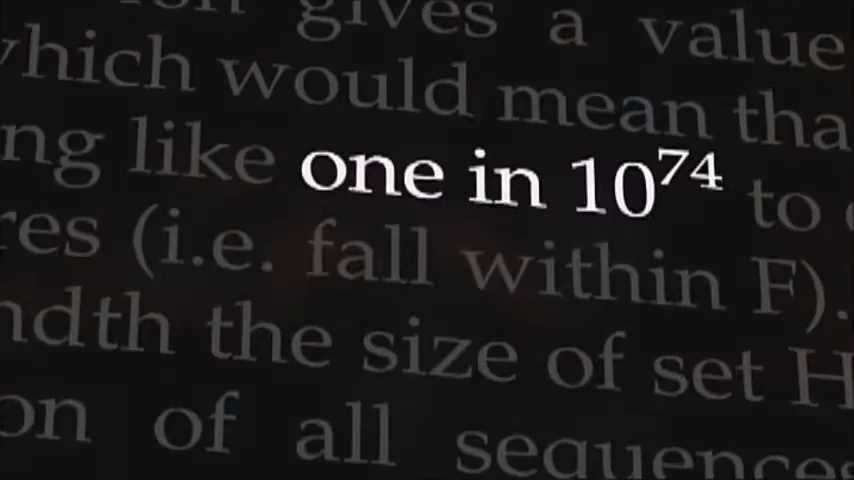 gives a value
which would mean tha
ng like one in 10⁷⁴ to
res (i.e. fall within F).
ndth the size of set H
on of all sequences